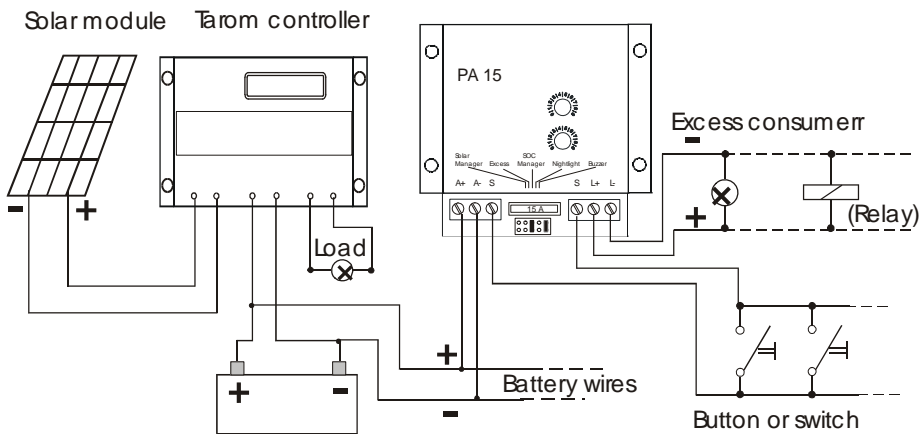 Solar module
Tarom controller
PA 15
Solar
Manager
Excess
SOC
Manager
Nightlight
Buzzer
A+ A- S
S L+ L-
15 A
Excess consumerr
-
+
(Relay)
- +
Load
+ -
+
Battery wires
-
Button or switch